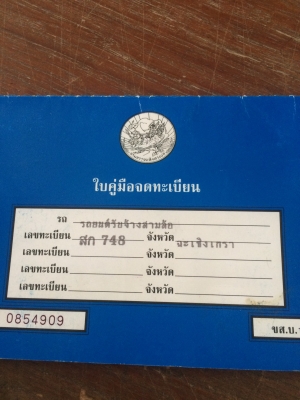 ใบคู่มือจดทะเบียน
รถ รถยนต์รับจ้างสามล้อ
เลขทะเบียน สก 748 จังหวัด ฉะเชิงเทรา
เลขทะเบียน จังหวัด
เลขทะเบียน จังหวัด
เลขทะเบียน จังหวัด
0854909
ขส.บ.